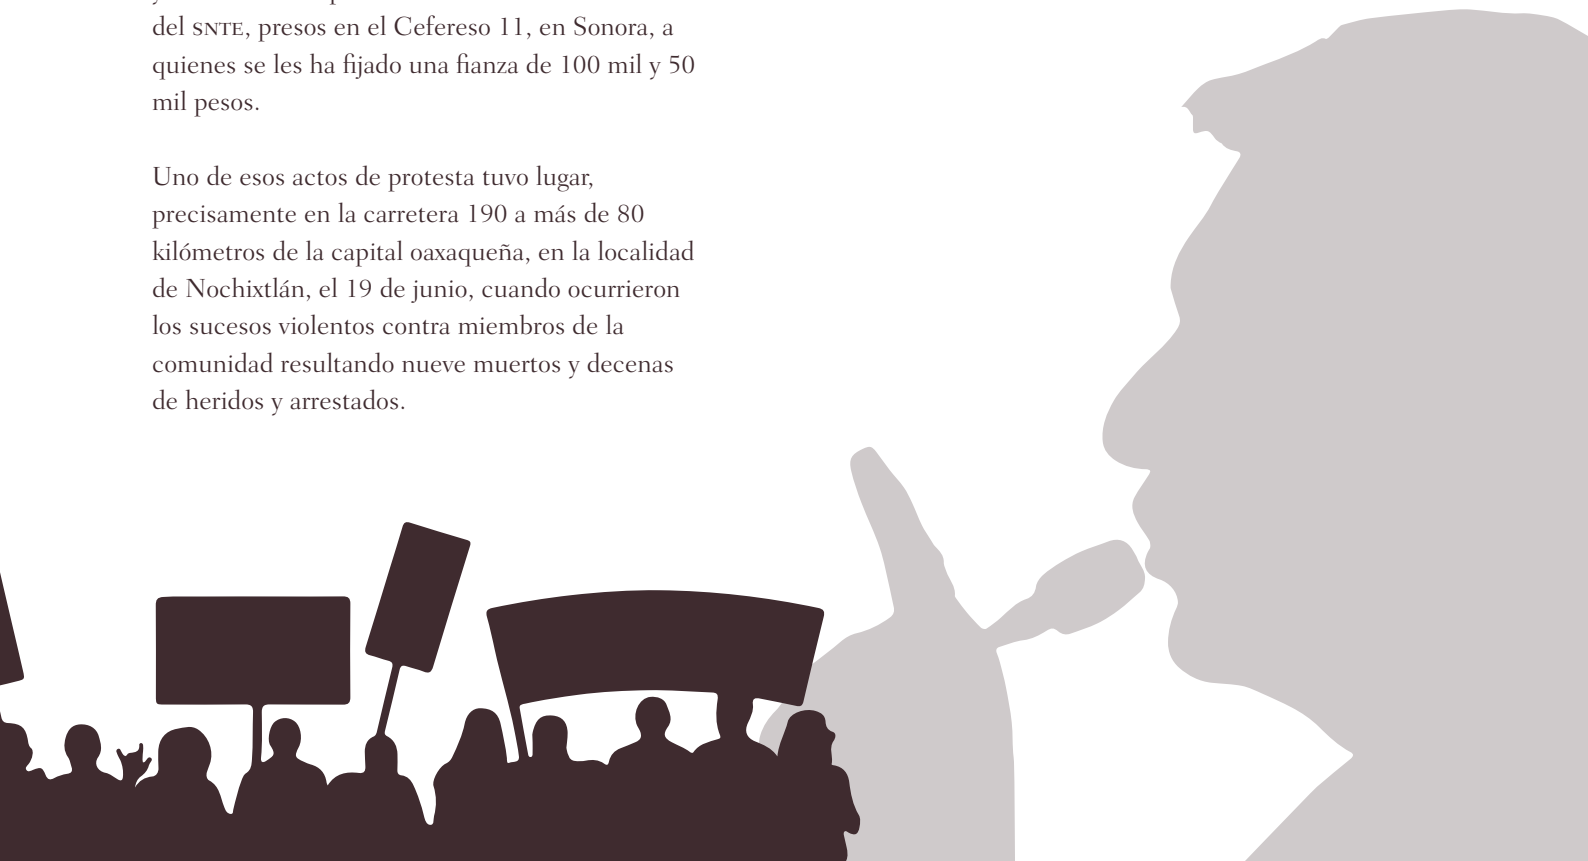 del SNTE, presos en el Cefereso 11, en Sonora, a
quienes se les ha fijado una fianza de 100 mil y 50
mil pesos.
Uno de esos actos de protesta tuvo lugar,
precisamente en la carretera 190 a más de 80
kilómetros de la capital oaxaqueña, en la localidad
de Nochixtlán, el 19 de junio, cuando ocurrieron
los sucesos violentos contra miembros de la
comunidad resultando nueve muertos y decenas
de heridos y arrestados.